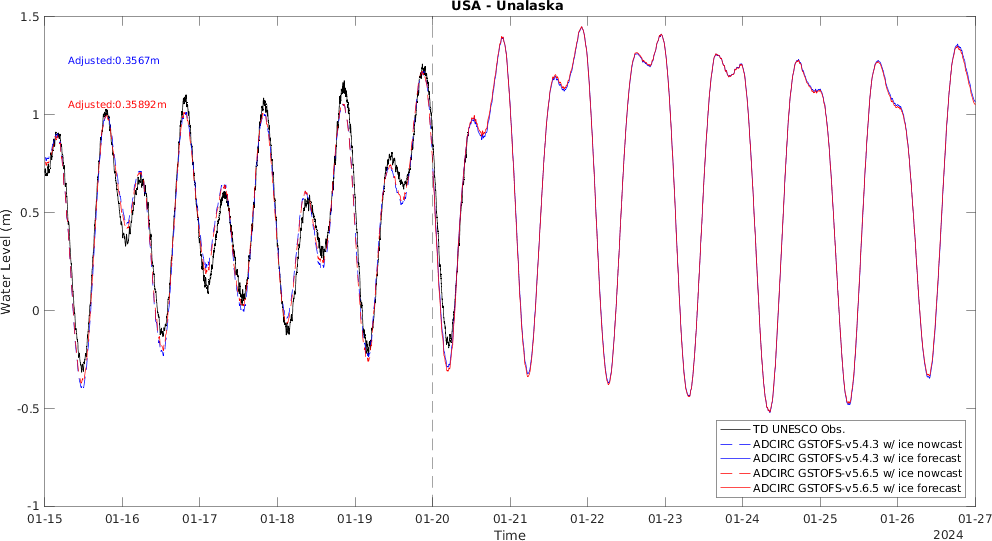 USA - Unalaska
1.5
1
0.5
0
-0.5
-1
Water Level (m)
Adjusted:0.3567m
Adjusted:0.35892m
TD UNESCO Obs.
ADCIRC GSTOFS-v5.4.3 w/ ice nowcast
ADCIRC GSTOFS-v5.4.3 w/ ice forecast
ADCIRC GSTOFS-v5.6.5 w/ ice nowcast
ADCIRC GSTOFS-v5.6.5 w/ ice forecast
01-15 01-16 01-17 01-18 01-19 01-20 01-21 01-22 01-23 01-24 01-25 01-26 01-27
Time
2024